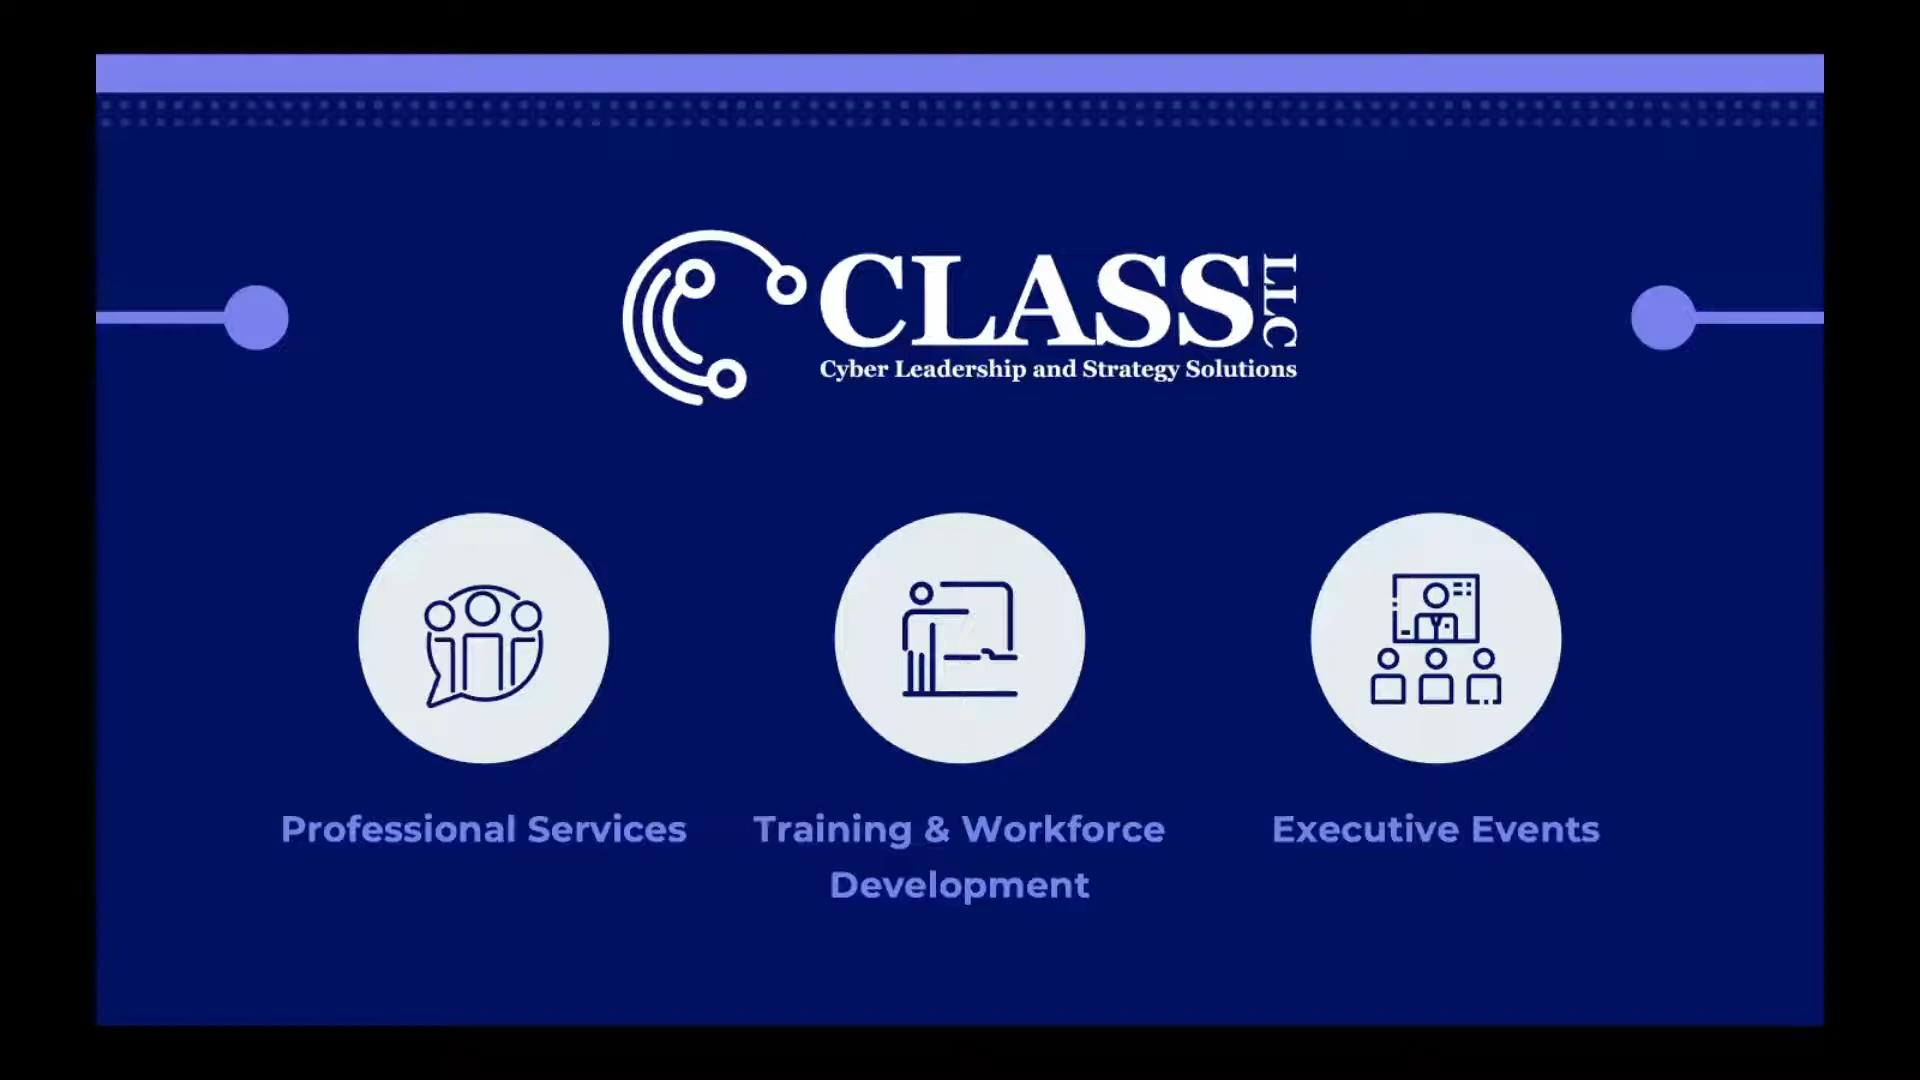 CLASS LLC
Cyber Leadership and Strategy Solutions
Professional Services
Training & Workforce
Development
Executive Events